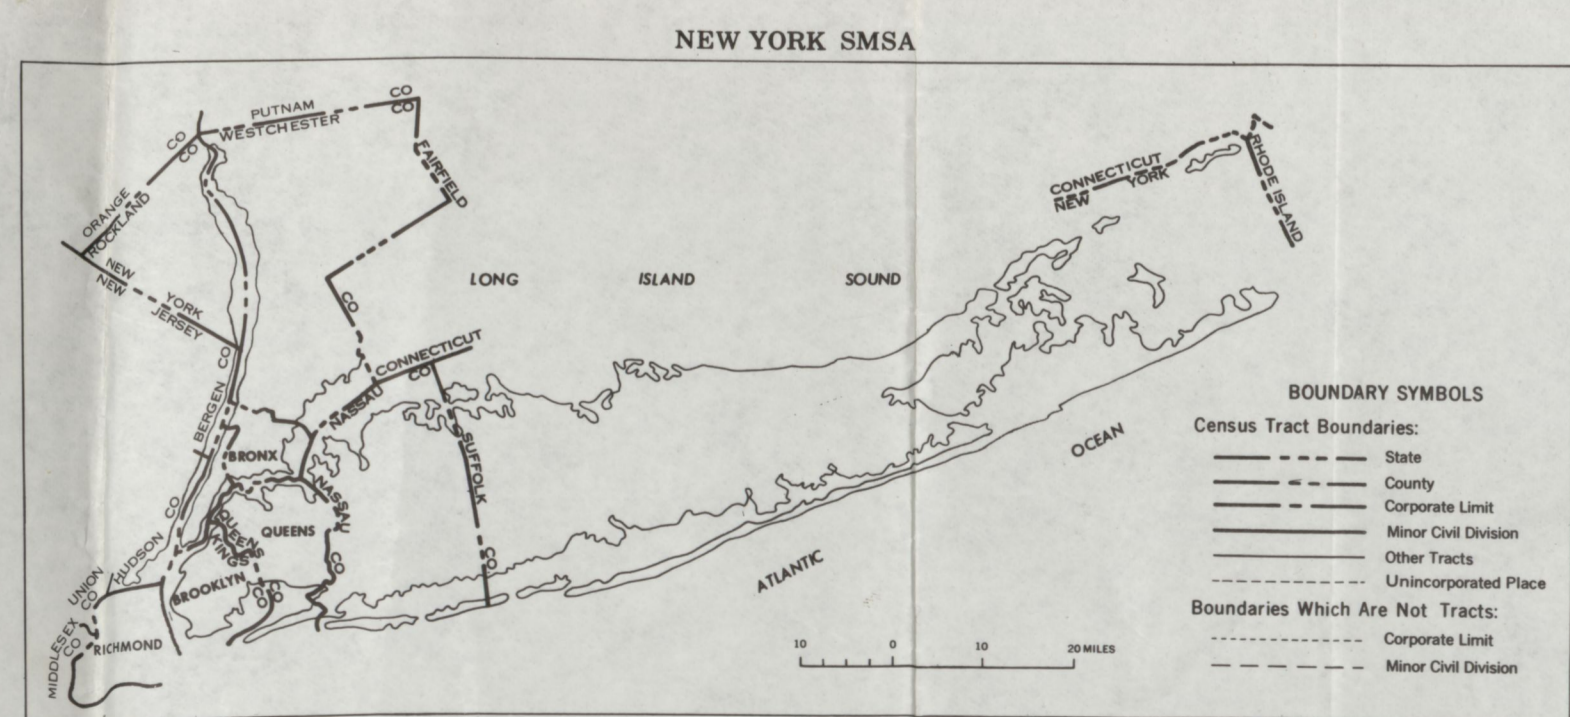 NEW YORK SMSA
PUTNAM CO
WESTCHESTER CO
ORANGE CO
ROCKLAND CO
FAIRFIELD
CO
NEW YORK
NEW JERSEY
CONNECTICUT
NEW YORK
RHODE ISLAND
LONG ISLAND SOUND
CONNECTICUT
NASSAU CO
BERGEN CO
BRONX
SUFFOLK
CO
NASSAU
CO
QUEENS
QUEENS
CO
KINGS
CO
HUDSON CO
UNION
CO
BROOKLYN
MIDDLESEX
CO
RICHMOND
ATLANTIC OCEAN
10 0 10 20 MILES
BOUNDARY SYMBOLS
Census Tract Boundaries:
State
County
Corporate Limit
Minor Civil Division
Other Tracts
Unincorporated Place
Boundaries Which Are Not Tracts:
Corporate Limit
Minor Civil Division